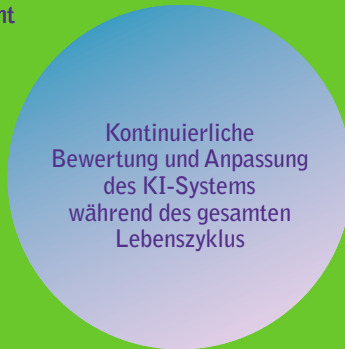 Kontinuierliche
Bewertung und Anpassung
des KI-Systems
während des gesamten
Lebenszyklus